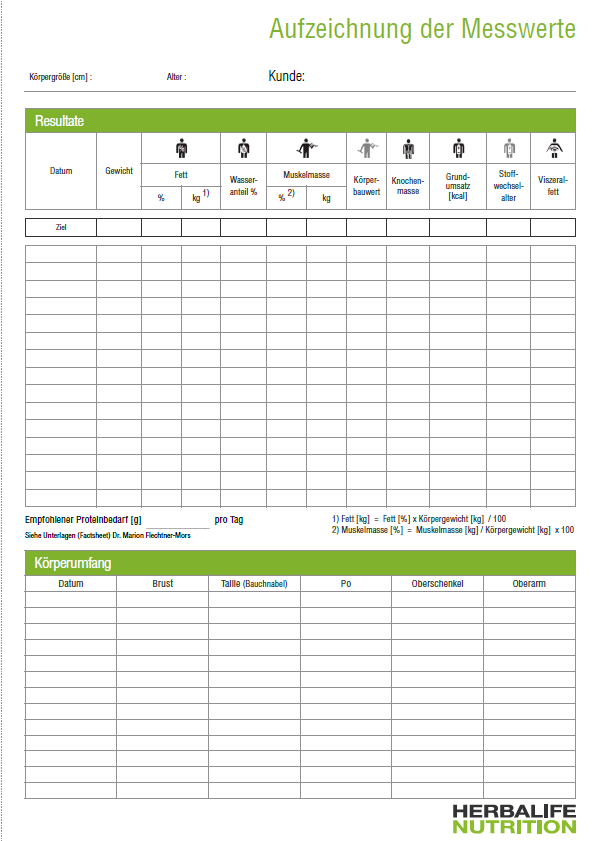 Aufzeichnung der Messwerte
Körpergröße [cm] : Alter : Kunde:
Resultate
Datum Gewicht Fett Wasser-anteil % Muskelmasse Körper-bauwert Knochen-masse Grund-umsatz [kcal] Stoff-wechsel-alter Viszeral-fett
% kg 1) % 2) kg
Ziel
Empfohlener Proteinbedarf [g] ____________ pro Tag
Siehe Unterlagen (Factsheet) Dr. Marion Flechtner-Mors
1) Fett [kg] = Fett [%] x Körpergewicht [kg] / 100
2) Muskelmasse [%] = Muskelmasse [kg] / Körpergewicht [kg] x 100
Körperumfang
Datum Brust Taille (Bauchnabel) Po Oberschenkel Oberarm
HERBALIFE
NUTRITION